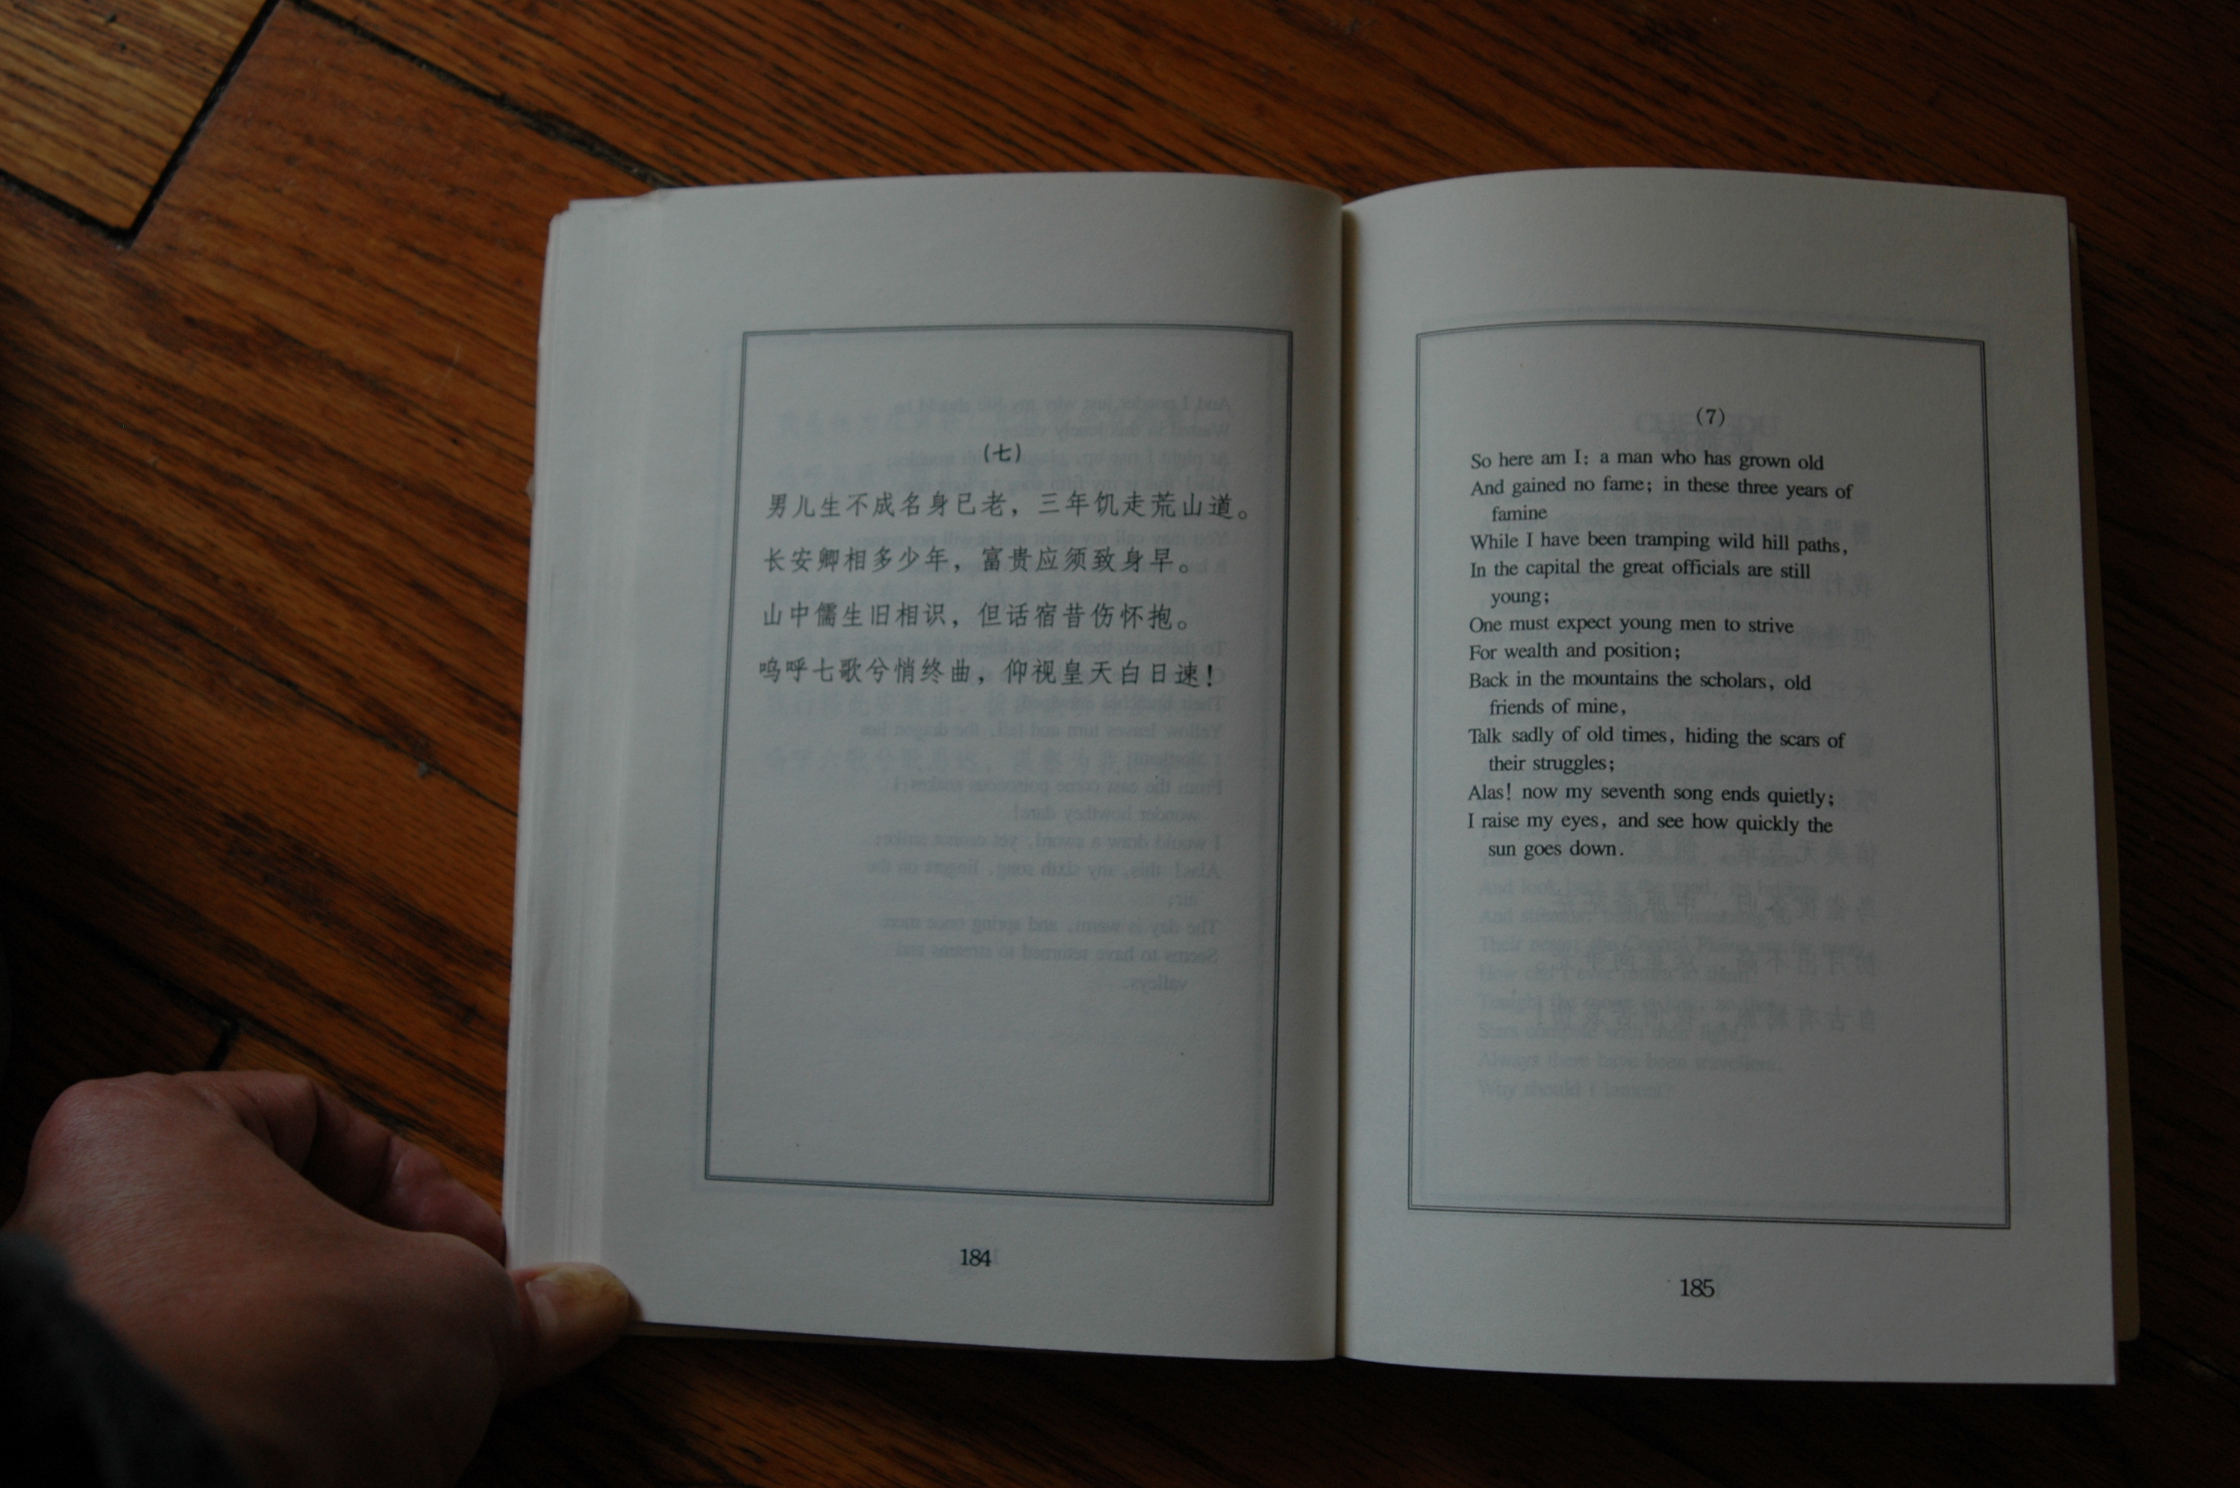 (七)
男儿生不成名身已老，三年饥走荒山道。
长安卿相多少年，富贵应须致身早。
山中儒生旧相识，但话宿昔伤怀抱。
呜呼七歌兮悄终曲，仰视皇天白日速！
184
(7)
So here am I; a man who has grown old
And gained no fame; in these three years of
famine
While I have been tramping wild hill paths,
In the capital the great officials are still
young;
One must expect young men to strive
For wealth and position;
Back in the mountains the scholars, old
friends of mine,
Talk sadly of old times, hiding the scars of
their struggles;
Alas! now my seventh song ends quietly;
I raise my eyes, and see how quickly the
sun goes down.
185